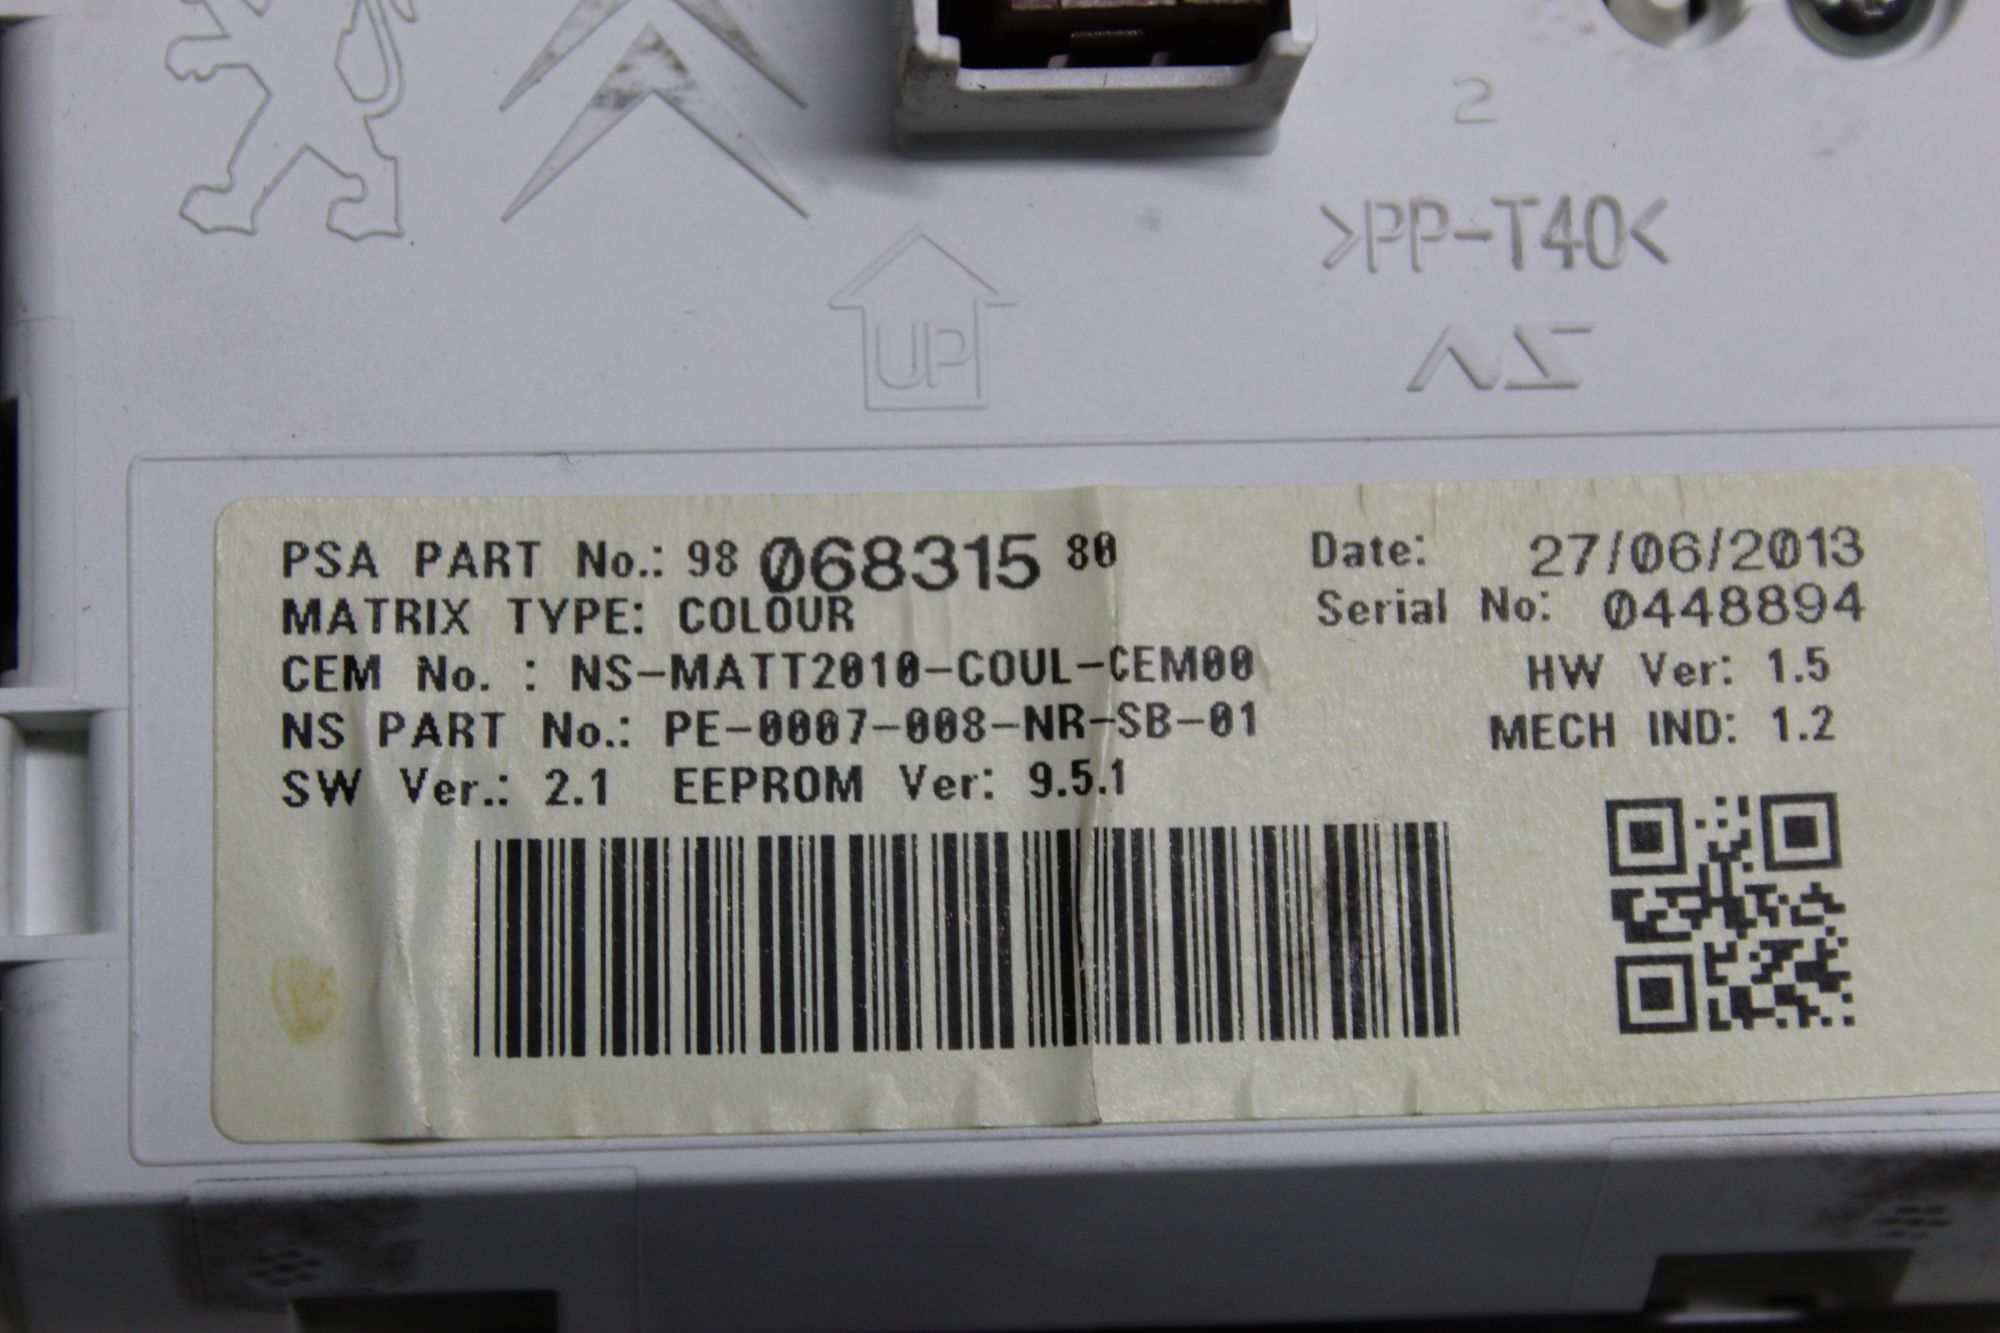 2
>PP-T40<
UP
NS
PSA PART No.: 98 068315 80
MATRIX TYPE: COLOUR
CEM No. : NS-MATT2010-COUL-CEM00
NS PART No.: PE-0007-008-NR-SB-01
SW Ver.: 2.1 EEPROM Ver: 9.5.1
Date: 27/06/2013
Serial No: 0448894
HW Ver: 1.5
MECH IND: 1.2